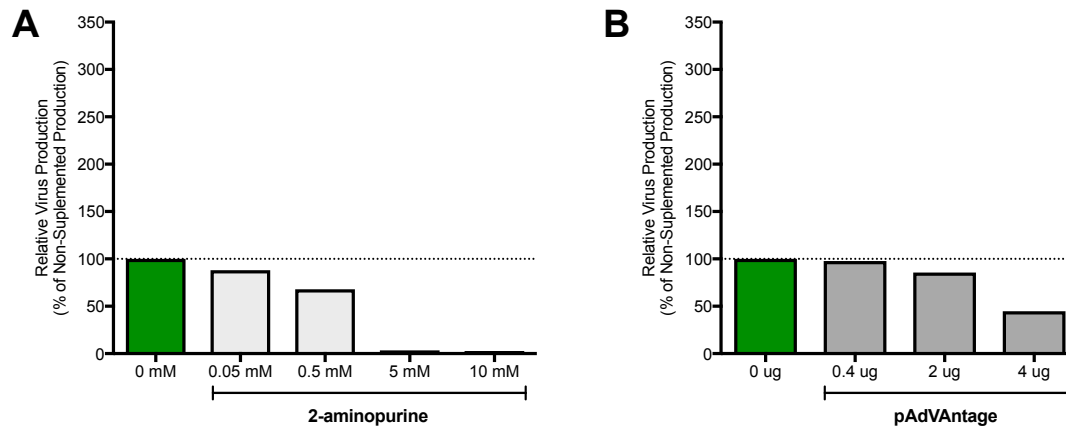 A
Relative Virus Production
(% of Non-Suplemented Production)
350
300
250
200
150
100
50
0
0 mM 0.05 mM 0.5 mM 5 mM 10 mM
2-aminopurine
B
Relative Virus Production
(% of Non-Suplemented Production)
350
300
250
200
150
100
50
0
0 ug 0.4 ug 2 ug 4 ug
pAdVAntage